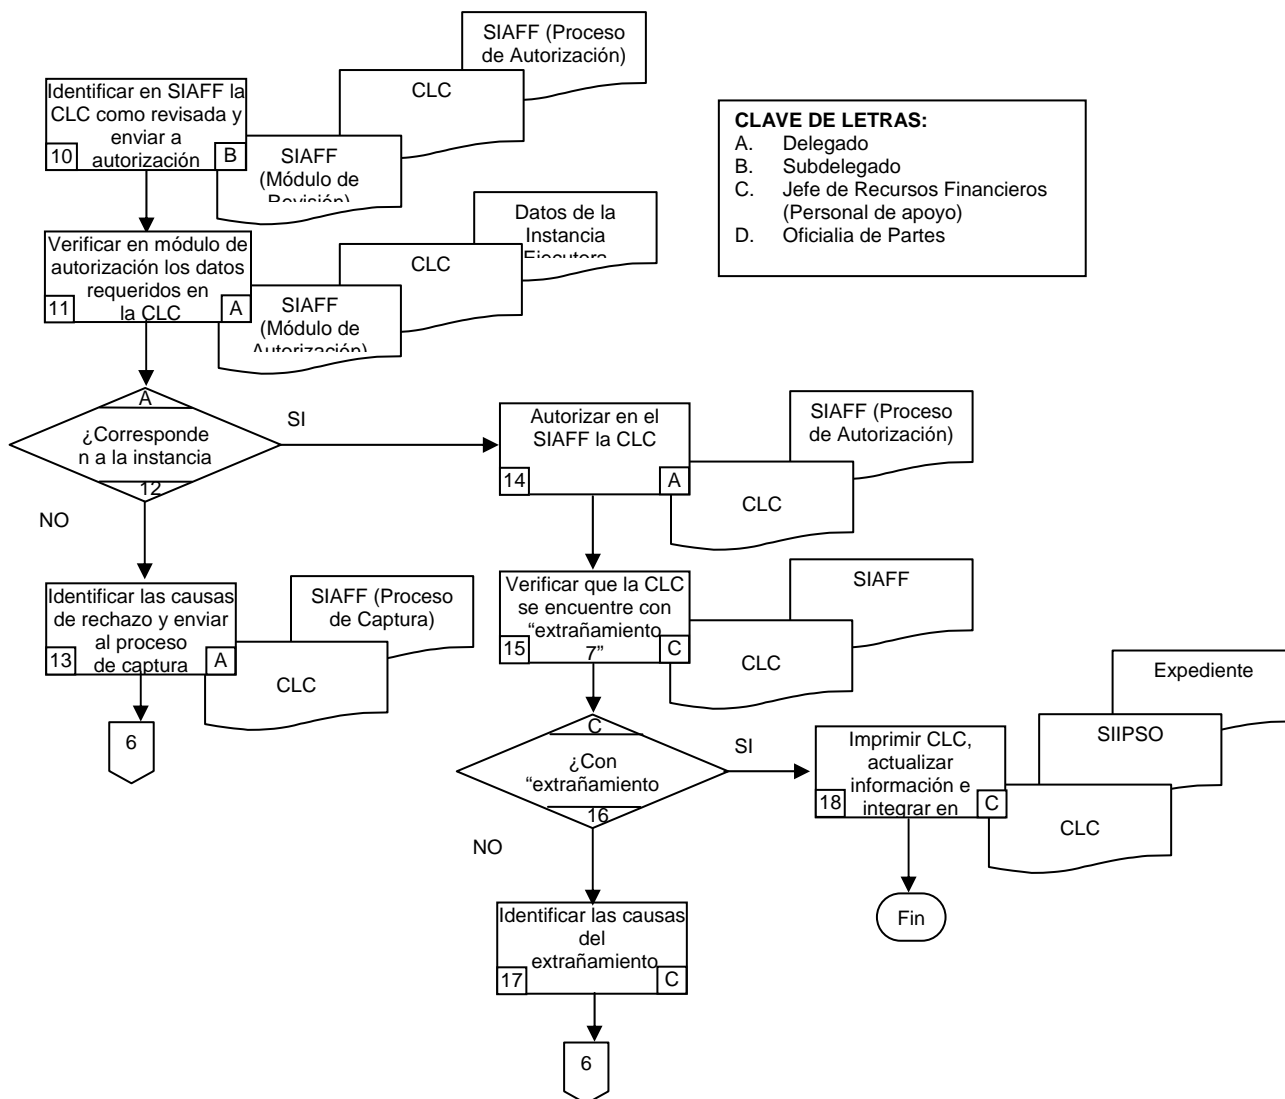 SIAFF (Proceso
de Autorización)
CLC
Identificar en SIAFF la
CLC como revisada y
enviar a
autorización
10
B
SIAFF
(Módulo de
Revisión)
CLAVE DE LETRAS:
A. Delegado
B. Subdelegado
C. Jefe de Recursos Financieros
(Personal de apoyo)
D. Oficialia de Partes
Datos de la
Instancia
Ejecutora
CLC
Verificar en módulo de
autorización los datos
requeridos en
la CLC
11
A
SIAFF
(Módulo de
Autorización)
A
¿Corresponde
n a la instancia
12
SI
NO
Autorizar en el
SIAFF la CLC
14
A
SIAFF (Proceso
de Autorización)
CLC
Identificar las causas
de rechazo y enviar
al proceso
de captura
13
A
SIAFF (Proceso
de Captura)
CLC
6
Verificar que la CLC
se encuentre con
“extrañamiento
7”
15
C
SIAFF
CLC
C
¿Con
“extrañamiento
16
SI
NO
Imprimir CLC,
actualizar
información e
integrar en
18
C
Expediente
SIIPSO
CLC
Fin
Identificar las causas
del
extrañamiento
17
C
6